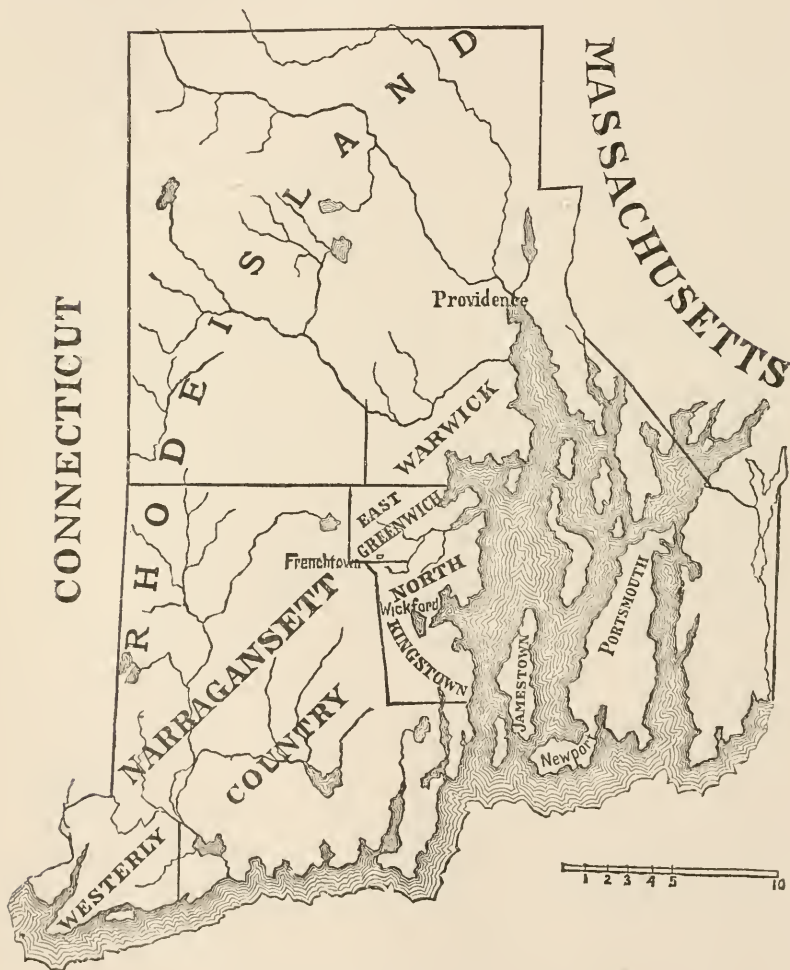 MASSACHUSETTS
RHODE ISLAND
CONNECTICUT
Providence
WARWICK
EAST
GREENWICH
Frenchtown
NORTH
Wickford
KINGSTOWN
NARRAGANSETT
COUNTRY
PORTSMOUTH
JAMESTOWN
Newport
WESTERLY
1 2 3 4 5 10